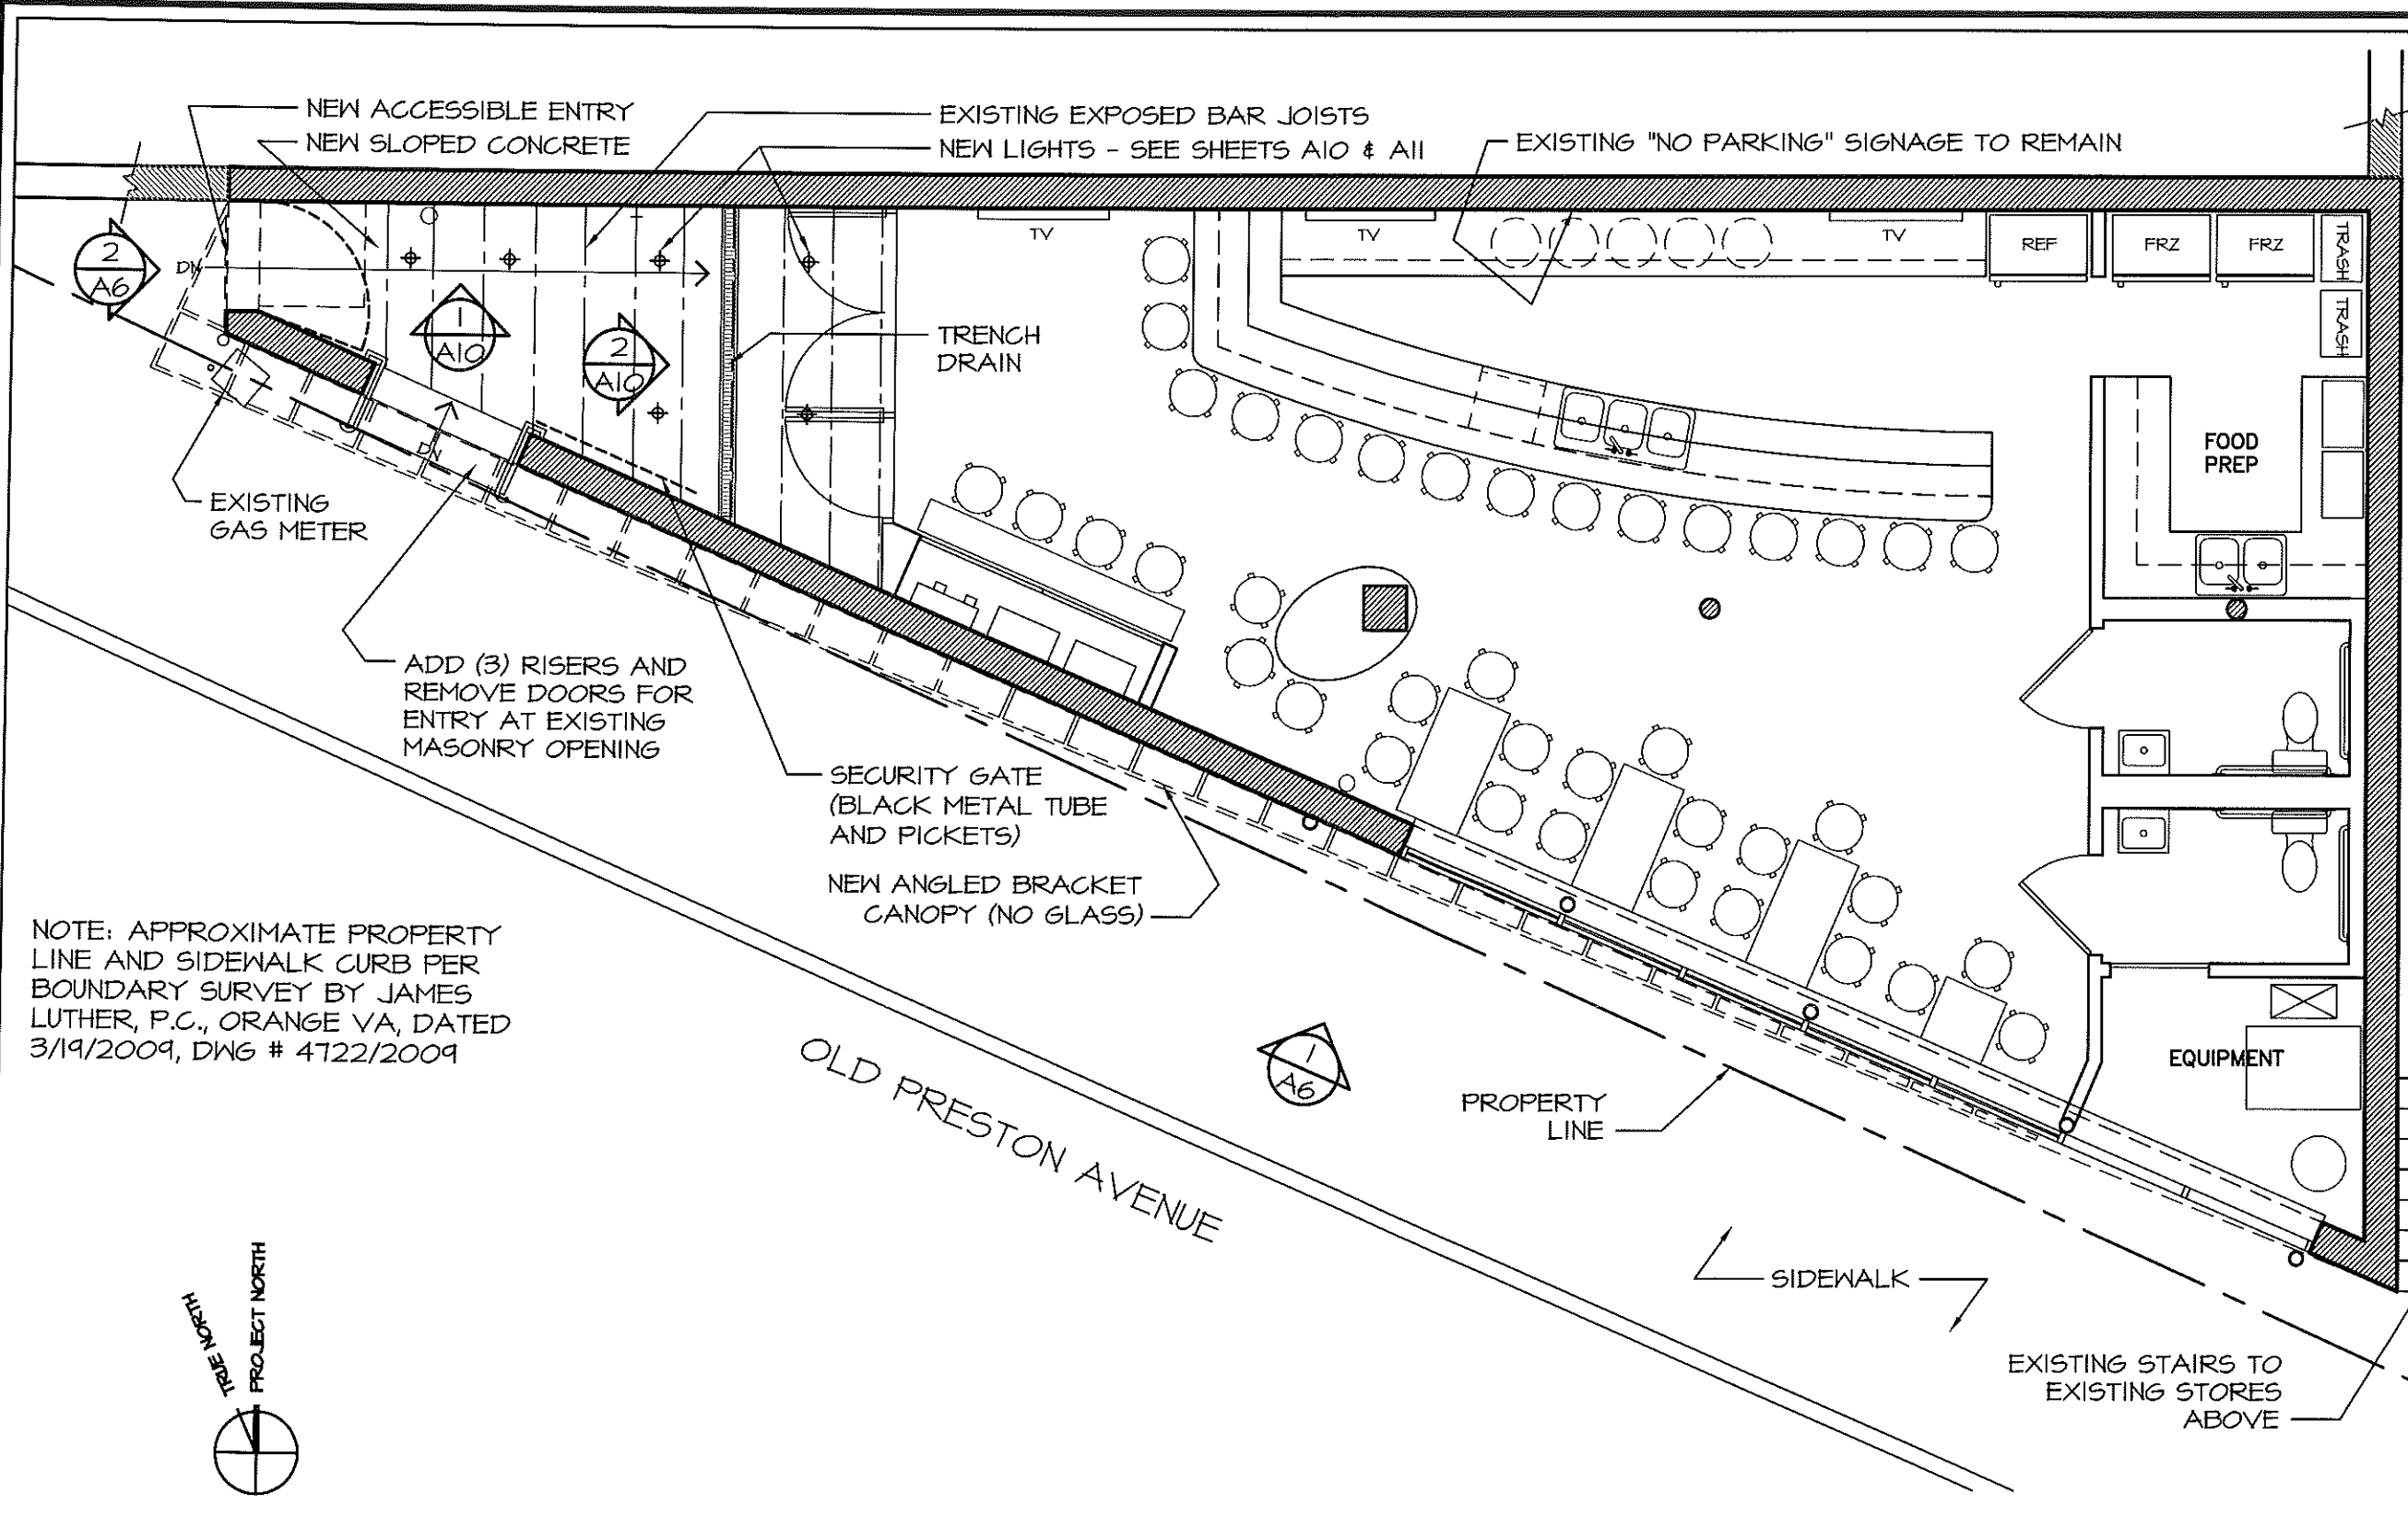 NEW ACCESSIBLE ENTRY
NEW SLOPED CONCRETE
EXISTING EXPOSED BAR JOISTS
NEW LIGHTS - SEE SHEETS A10 & A11
EXISTING "NO PARKING" SIGNAGE TO REMAIN
2
A6
DN
1
A10
2
A10
TV
TV
TV
REF
FRZ
FRZ
TRASH
TRASH
TRENCH
DRAIN
DN
FOOD
PREP
EXISTING
GAS METER
ADD (3) RISERS AND
REMOVE DOORS FOR
ENTRY AT EXISTING
MASONRY OPENING
SECURITY GATE
(BLACK METAL TUBE
AND PICKETS)
NEW ANGLED BRACKET
CANOPY (NO GLASS)
NOTE: APPROXIMATE PROPERTY
LINE AND SIDEWALK CURB PER
BOUNDARY SURVEY BY JAMES
LUTHER, P.C., ORANGE VA, DATED
3/19/2009, DWG # 4722/2009
OLD PRESTON AVENUE
1
A6
PROPERTY
LINE
EQUIPMENT
SIDEWALK
EXISTING STAIRS TO
EXISTING STORES
ABOVE
TRUE NORTH
PROJECT NORTH